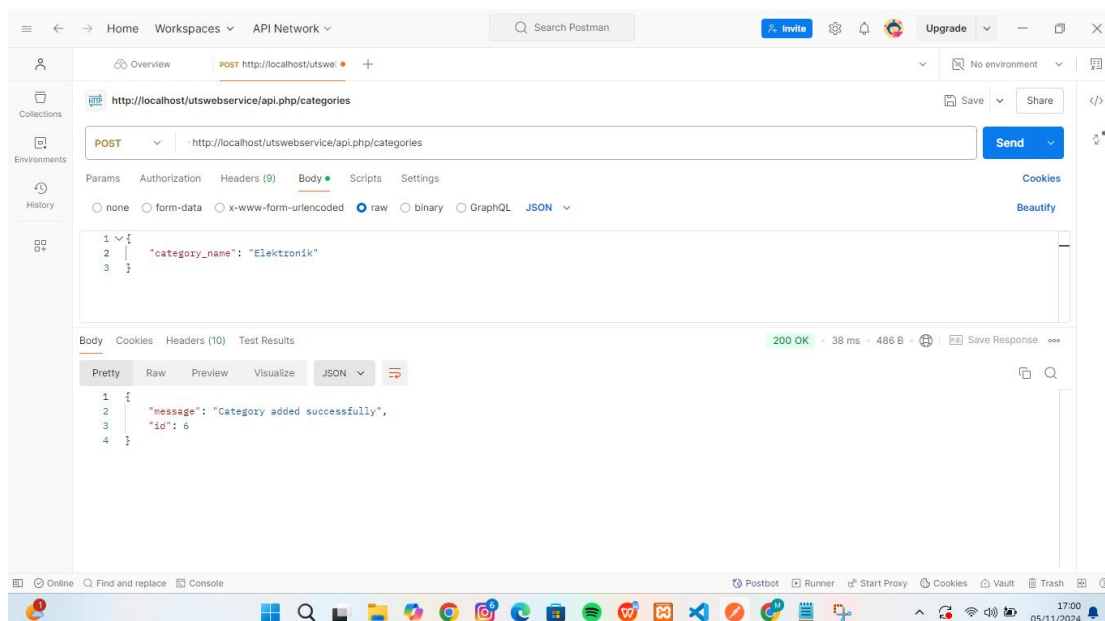 Home Workspaces API Network Search Postman Invite Upgrade
Overview POST http://localhost/utswel No environment
Collections
Environments
History
HTTP http://localhost/utswebservice/api.php/categories Save Share
POST http://localhost/utswebservice/api.php/categories Send
Params Authorization Headers (9) Body Scripts Settings Cookies
none form-data x-www-form-urlencoded raw binary GraphQL JSON Beautify
1 {
2 "category_name": "Elektronik"
3 }
Body Cookies Headers (10) Test Results 200 OK 38 ms 486 B Save Response
Pretty Raw Preview Visualize JSON
1 {
2 "message": "Category added successfully",
3 "id": 6
4 }
Online Find and replace Console Postbot Runner Start Proxy Cookies Vault Trash
17:00
05/11/2024